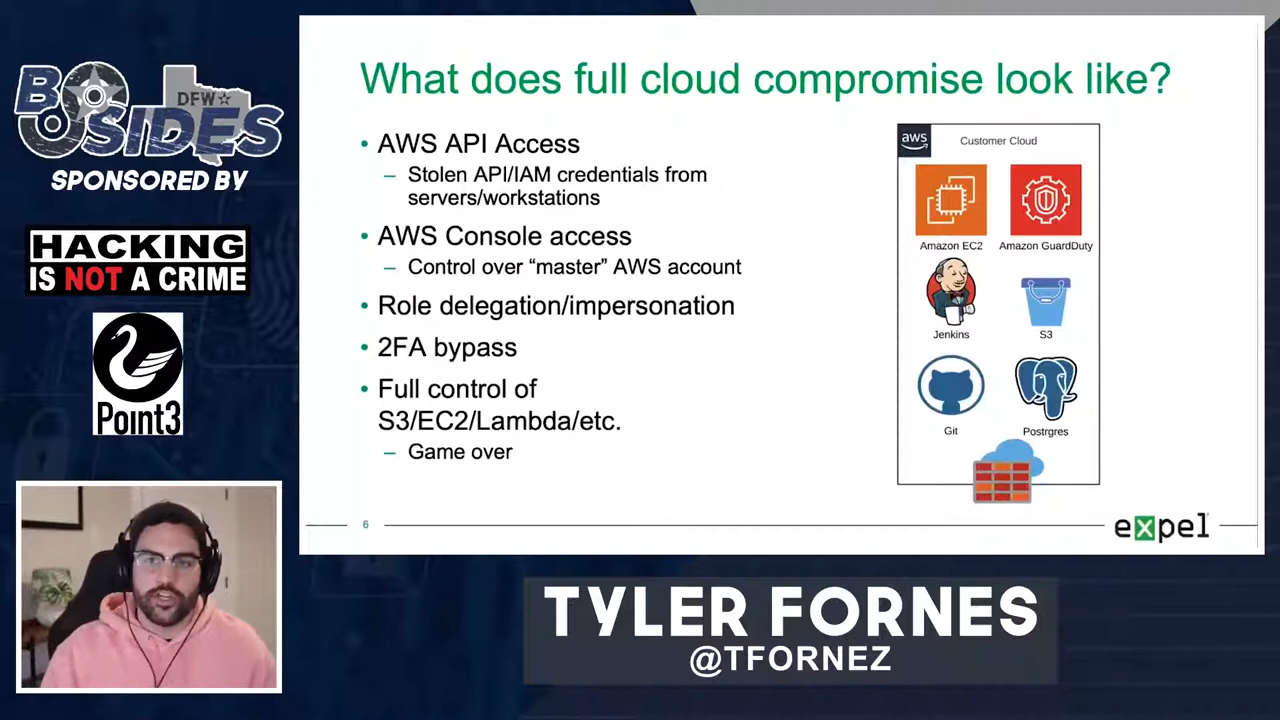 B SIDES
DFW
SPONSORED BY
HACKING
IS NOT A CRIME
Point3
What does full cloud compromise look like?
• AWS API Access
– Stolen API/IAM credentials from
servers/workstations
• AWS Console access
– Control over “master” AWS account
• Role delegation/impersonation
• 2FA bypass
• Full control of
S3/EC2/Lambda/etc.
– Game over
aws
Customer Cloud
Amazon EC2
Amazon GuardDuty
Jenkins
S3
Git
Postrgres
6
expel
TYLER FORNES
@TFORNEZ